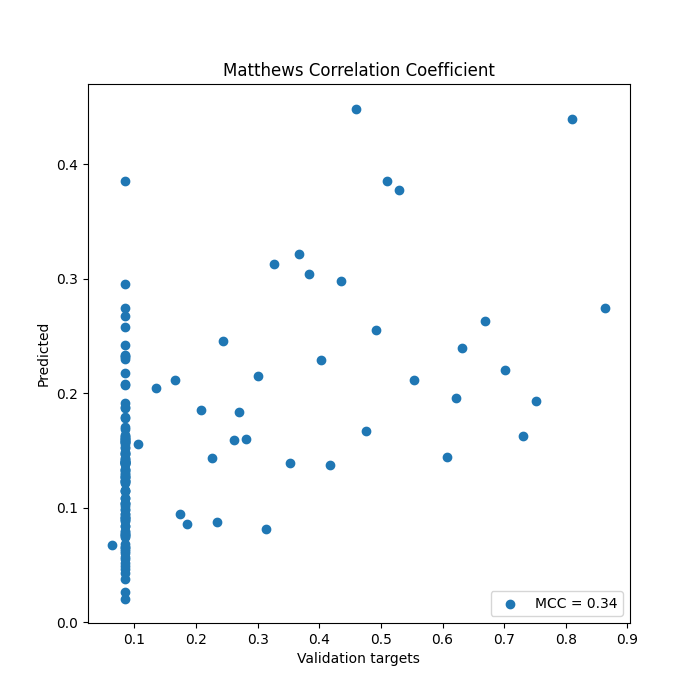 Matthews Correlation Coefficient
Predicted
0.4
0.3
0.2
0.1
0.0
MCC = 0.34
0.1 0.2 0.3 0.4 0.5 0.6 0.7 0.8 0.9
Validation targets